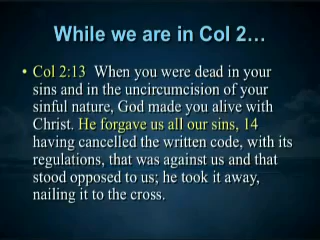 While we are in Col 2…
• Col 2:13  When you were dead in your
sins and in the uncircumcision of your
sinful nature, God made you alive with
Christ. He forgave us all our sins, 14
having cancelled the written code, with its
regulations, that was against us and that
stood opposed to us; he took it away,
nailing it to the cross.